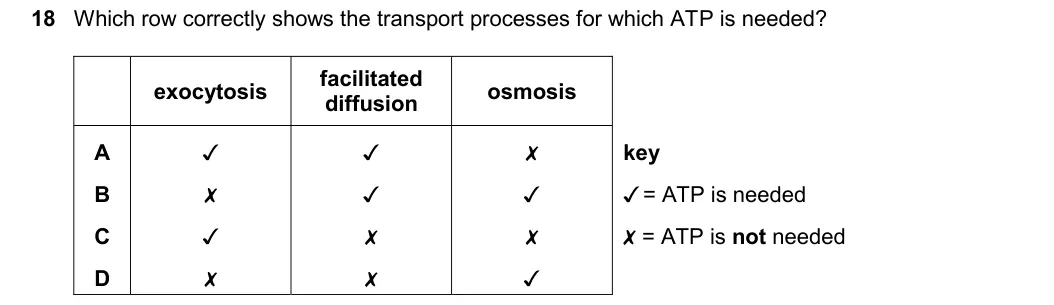 18 Which row correctly shows the transport processes for which ATP is needed?
exocytosis facilitated diffusion osmosis
A ✓ ✓ ✗ key
B ✗ ✓ ✓ ✓ = ATP is needed
C ✓ ✗ ✗ ✗ = ATP is not needed
D ✗ ✗ ✓